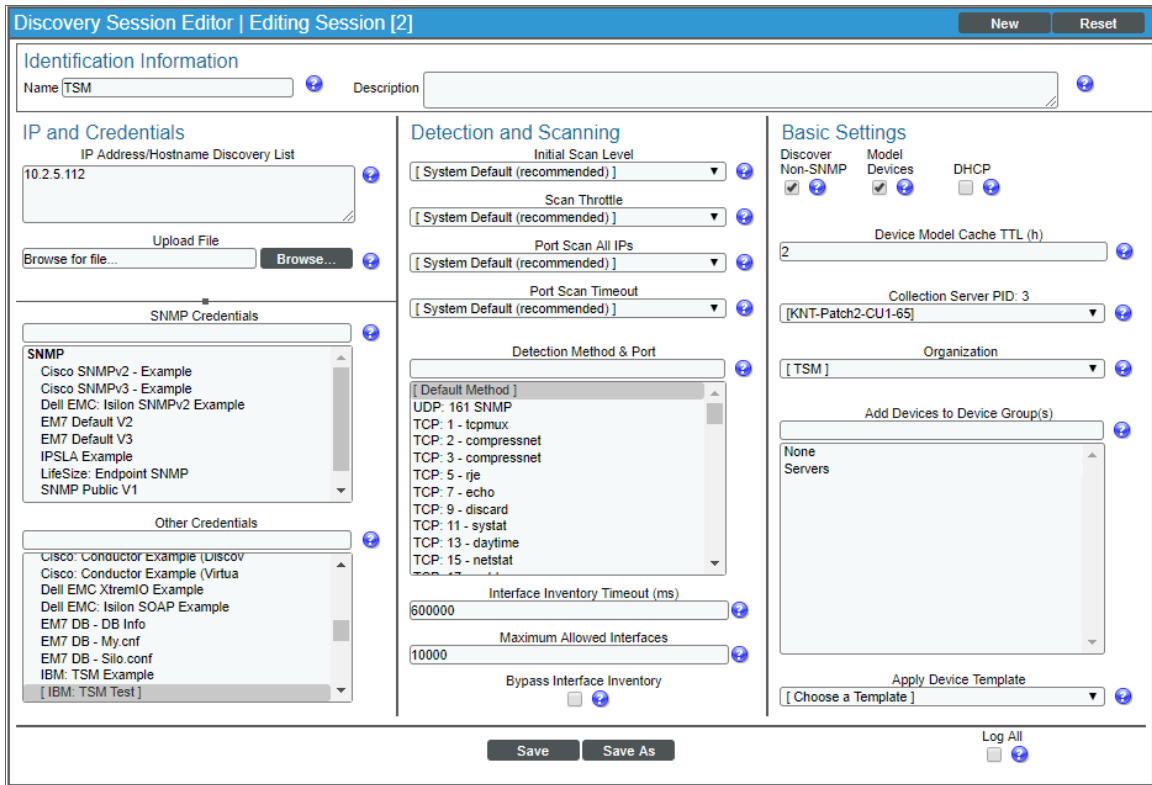 Discovery Session Editor | Editing Session [2]
New
Reset
Identification Information
Name TSM
Description
IP and Credentials
IP Address/Hostname Discovery List
10.2.5.112
Upload File
Browse for file...
Browse...
SNMP Credentials
SNMP
Cisco SNMPv2 - Example
Cisco SNMPv3 - Example
Dell EMC: Isilon SNMPv2 Example
EM7 Default V2
EM7 Default V3
IPSLA Example
LifeSize: Endpoint SNMP
SNMP Public V1
Other Credentials
Cisco: Conductor Example (Discov
Cisco: Conductor Example (Virtua
Dell EMC XtremIO Example
Dell EMC: Isilon SOAP Example
EM7 DB - DB Info
EM7 DB - My.cnf
EM7 DB - Silo.conf
IBM: TSM Example
[ IBM: TSM Test ]
Detection and Scanning
Initial Scan Level
[ System Default (recommended) ]
Scan Throttle
[ System Default (recommended) ]
Port Scan All IPs
[ System Default (recommended) ]
Port Scan Timeout
[ System Default (recommended) ]
Detection Method & Port
[ Default Method ]
UDP: 161 SNMP
TCP: 1 - tcpmux
TCP: 2 - compressnet
TCP: 3 - compressnet
TCP: 5 - rje
TCP: 7 - echo
TCP: 9 - discard
TCP: 11 - systat
TCP: 13 - daytime
TCP: 15 - netstat
Interface Inventory Timeout (ms)
600000
Maximum Allowed Interfaces
10000
Bypass Interface Inventory
Basic Settings
Discover
Non-SNMP
Model
Devices
DHCP
Device Model Cache TTL (h)
2
Collection Server PID: 3
[KNT-Patch2-CU1-65]
Organization
[ TSM ]
Add Devices to Device Group(s)
None
Servers
Apply Device Template
[ Choose a Template ]
Save
Save As
Log All